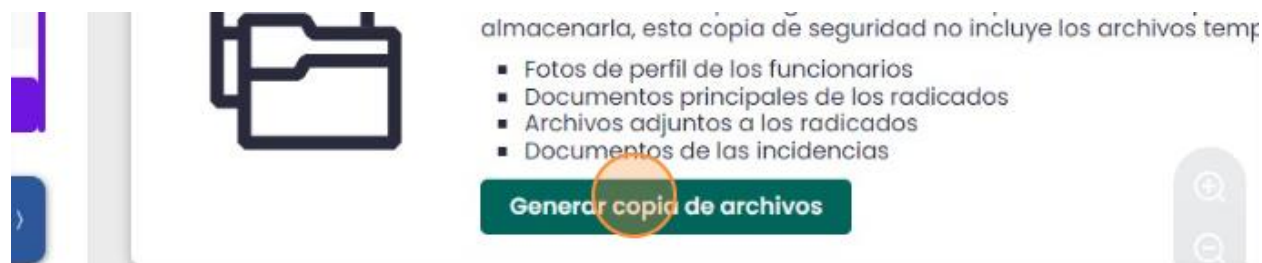 almacenarla, esta copia de seguridad no incluye los archivos temp
Fotos de perfil de los funcionarios
Documentos principales de los radicados
Archivos adjuntos a los radicados
Documentos de las incidencias
Generar copia de archivos